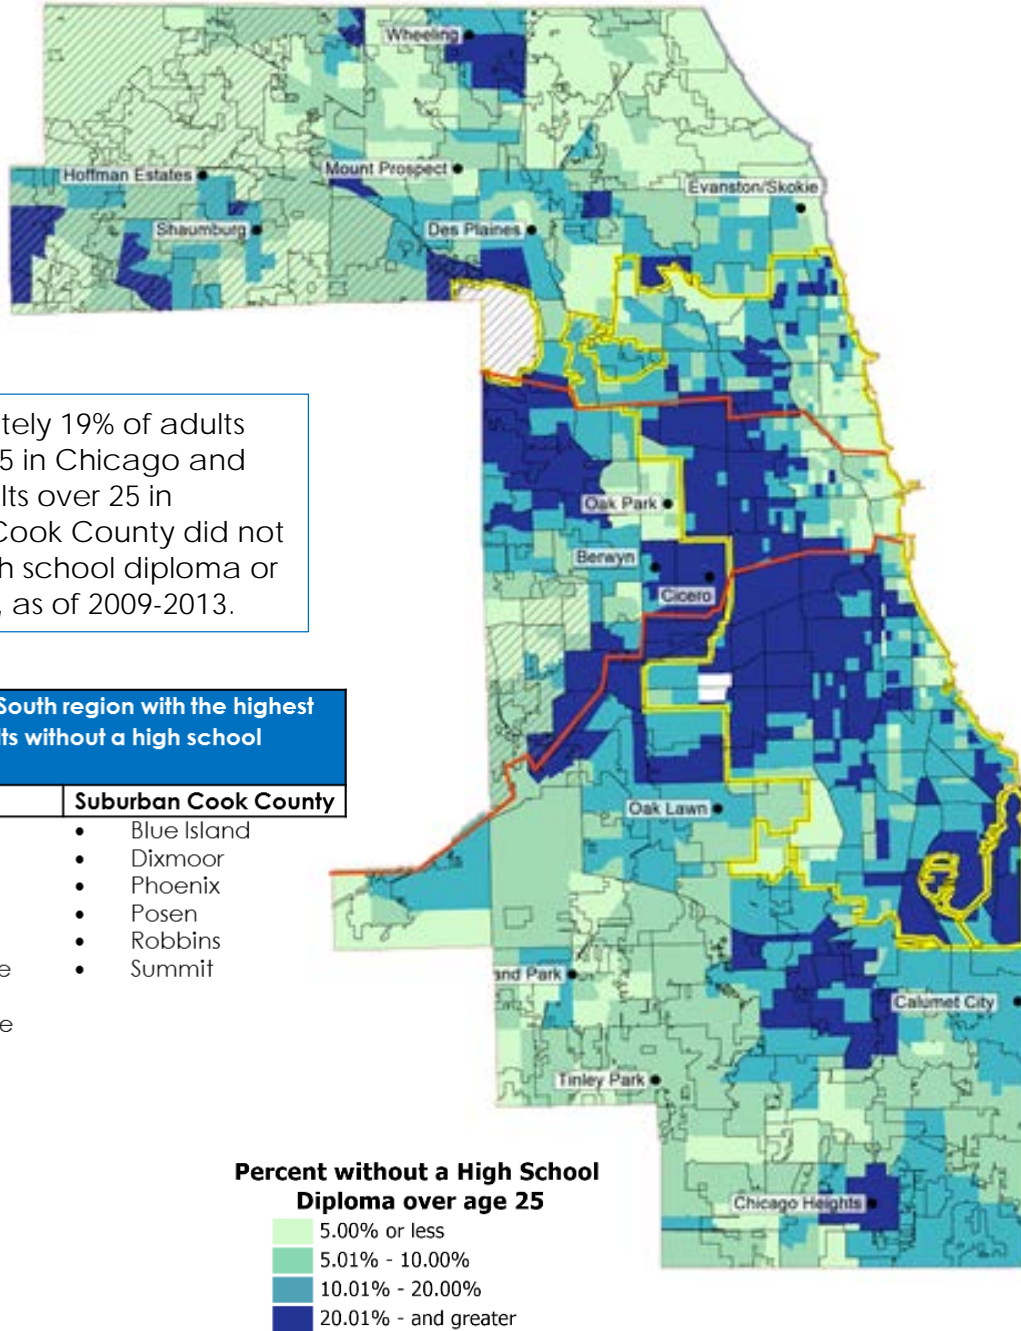 Wheeling
Hoffman Estates
Mount Prospect
Evanston/Skokie
Shaumburg
Des Plaines
tely 19% of adults
5 in Chicago and
lts over 25 in
Cook County did not
h school diploma or
, as of 2009-2013.
Oak Park
Berwyn
Cicero
South region with the highest
ts without a high school
Suburban Cook County
• Blue Island
• Dixmoor
• Phoenix
• Posen
• Robbins
e • Summit
e
Oak Lawn
and Park
Calumet City
Tinley Park
Chicago Heights
Percent without a High School
Diploma over age 25
5.00% or less
5.01% - 10.00%
10.01% - 20.00%
20.01% - and greater